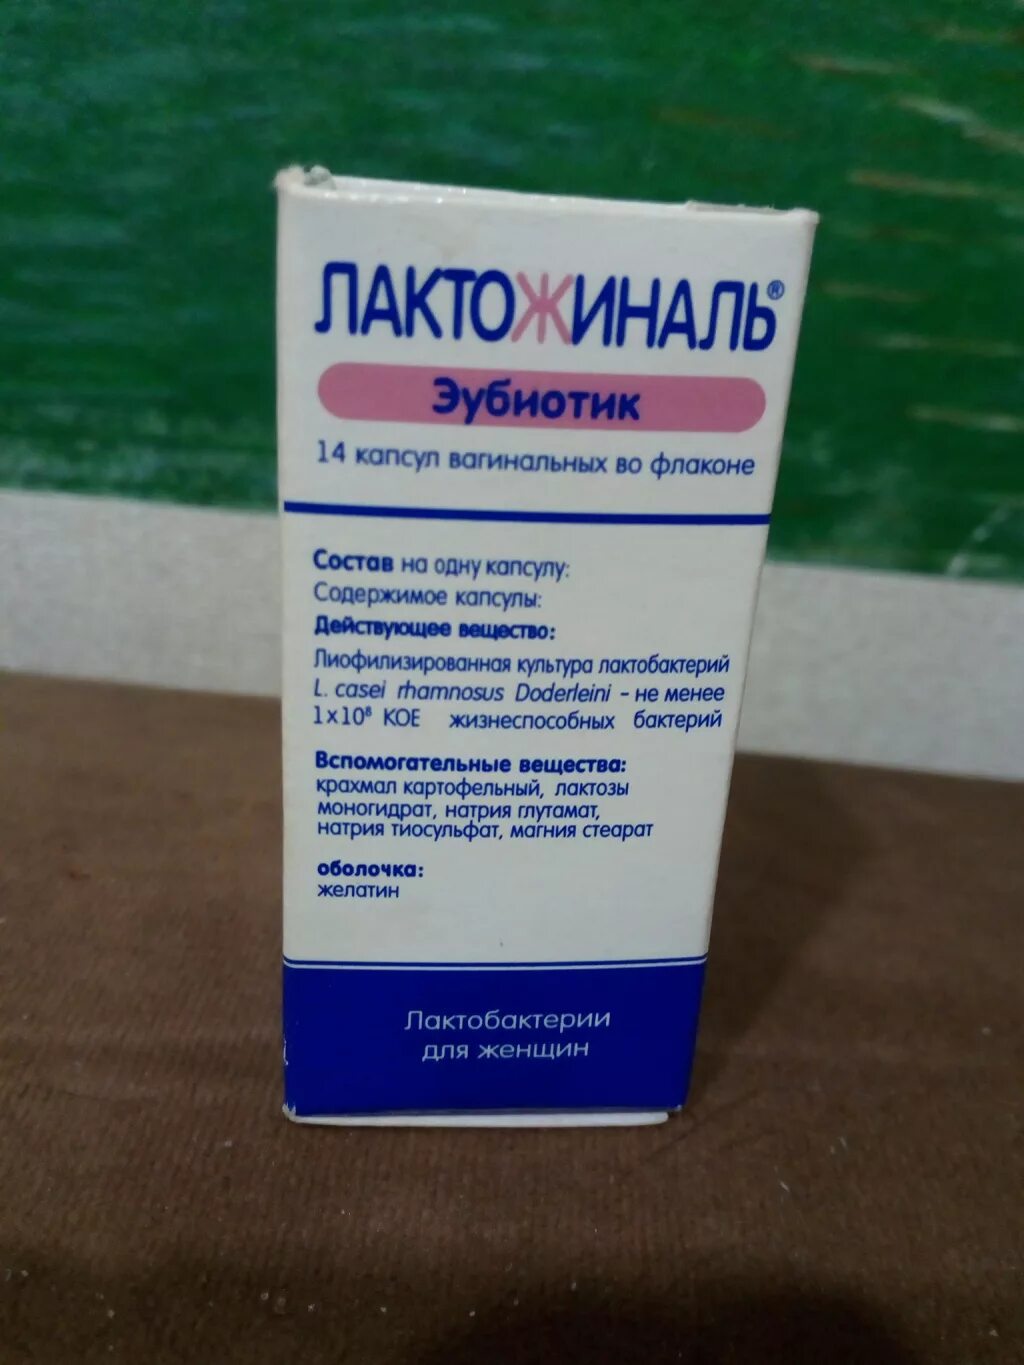 ЛАКТОЖИНАЛЬ®
Эубиотик
14 капсул вагинальных во флаконе
Состав на одну капсулу:
Содержимое капсулы:
Действующее вещество:
Лиофилизированная культура лактобактерий
L. casei rhamnosus Doderleini - не менее
1x10⁸ КОЕ жизнеспособных бактерий
Вспомогательные вещества:
крахмал картофельный, лактозы
моногидрат, натрия глутамат,
натрия тиосульфат, магния стеарат
оболочка:
желатин
Лактобактерии
для женщин